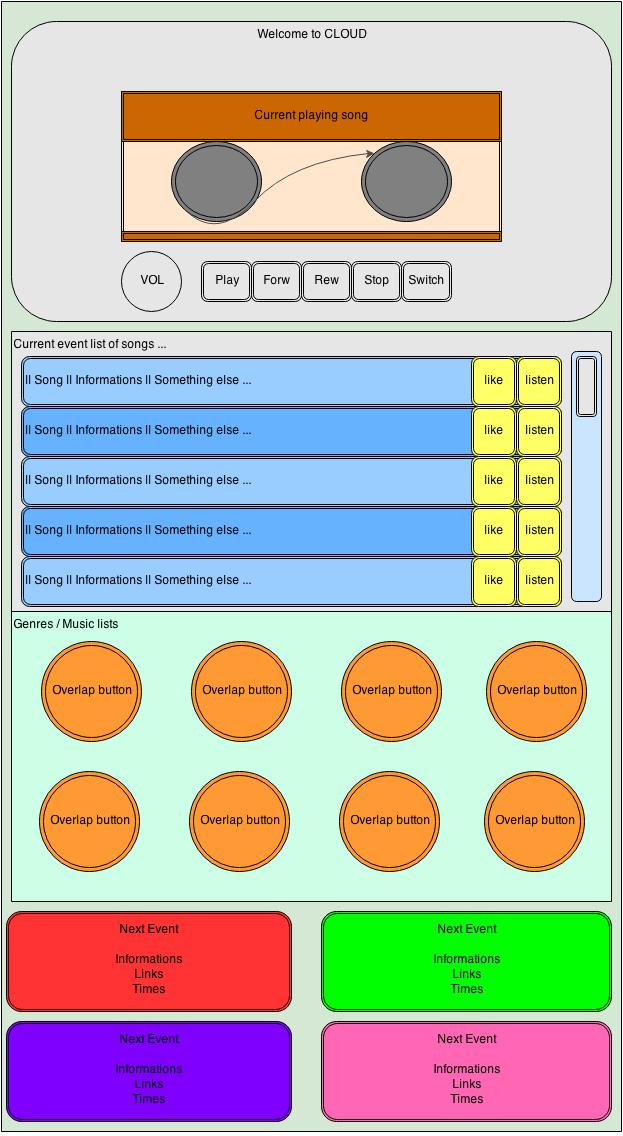 Welcome to CLOUD
Current playing song
VOL
Play
Forw
Rew
Stop
Switch
Current event list of songs ...
ll Song ll Informations ll Something else ...
like
listen
ll Song ll Informations ll Something else ...
like
listen
ll Song ll Informations ll Something else ...
like
listen
ll Song ll Informations ll Something else ...
like
listen
ll Song ll Informations ll Something else ...
like
listen
Genres / Music lists
Overlap button
Overlap button
Overlap button
Overlap button
Overlap button
Overlap button
Overlap button
Overlap button
Next Event
Informations
Links
Times
Next Event
Informations
Links
Times
Next Event
Informations
Links
Times
Next Event
Informations
Links
Times